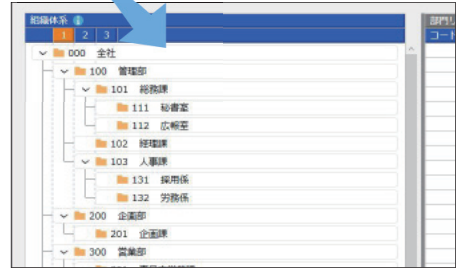 組織体系
部門リ
1 2 3
コード
000 全社
100 管理部
101 総務課
111 秘書室
112 広報室
102 経理課
103 人事課
131 採用係
132 労務係
200 企画部
201 企画課
300 営業部